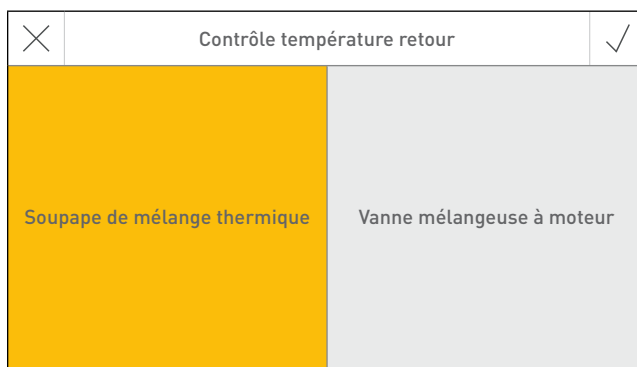 Contrôle température retour
Soupape de mélange thermique
Vanne mélangeuse à moteur